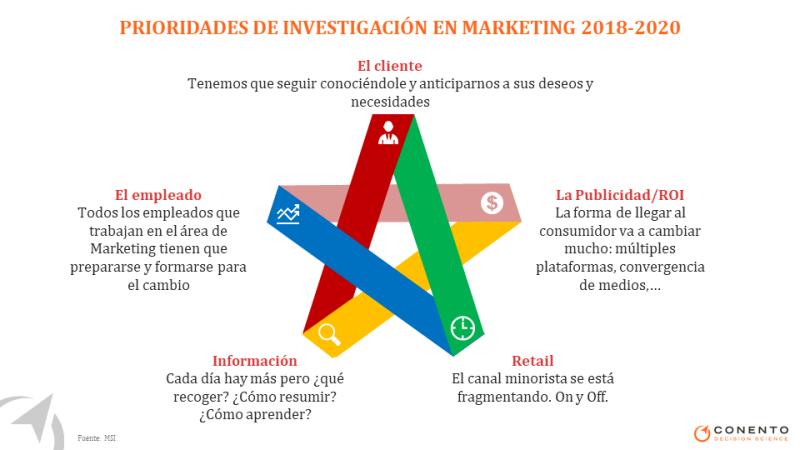 PRIORIDADES DE INVESTIGACIÓN EN MARKETING 2018-2020
El cliente
Tenemos que seguir conociéndole y anticiparnos a sus deseos y
necesidades
El empleado
Todos los empleados que
trabajan en el área de
Marketing tienen que
prepararse y formarse para
el cambio
La Publicidad/ROI
La forma de llegar al
consumidor va a cambiar
mucho: múltiples
plataformas, convergencia
de medios,...
$
Información
Cada día hay más pero ¿qué
recoger? ¿Cómo resumir?
¿Cómo aprender?
Retail
El canal minorista se está
fragmentando. On y Off.
Fuente: MSI
CONENTO
DECISION SCIENCE